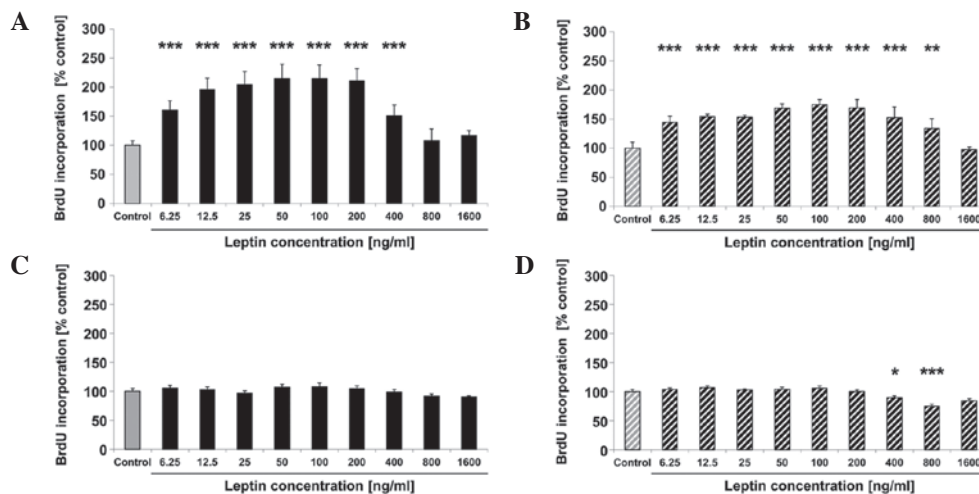 A
BrdU incorporation [% control]
300
250
200
150
100
50
0
*** *** *** *** *** *** ***
Control 6.25 12.5 25 50 100 200 400 800 1600
Leptin concentration [ng/ml]
B
BrdU incorporation [% control]
300
250
200
150
100
50
0
*** *** *** *** *** *** *** **
Control 6.25 12.5 25 50 100 200 400 800 1600
Leptin concentration [ng/ml]
C
BrdU incorporation [% control]
300
250
200
150
100
50
0
Control 6.25 12.5 25 50 100 200 400 800 1600
Leptin concentration [ng/ml]
D
BrdU incorporation [% control]
300
250
200
150
100
50
0
* ***
Control 6.25 12.5 25 50 100 200 400 800 1600
Leptin concentration [ng/ml]